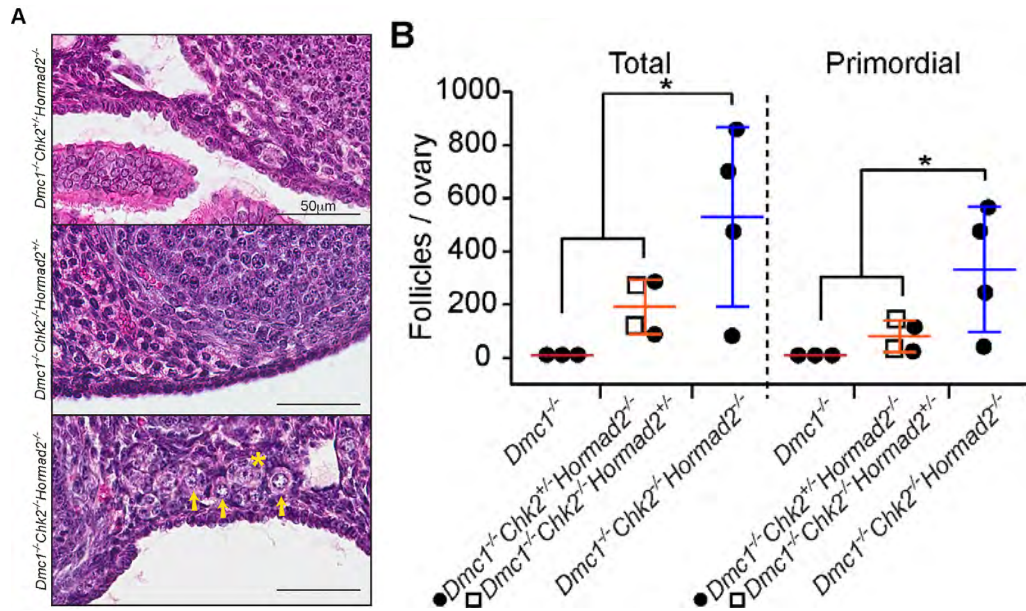 A
Dmc1-/-Chk2+/-Hormad2-/-
50μm
Dmc1-/-Chk2-/-Hormad2+/-
Dmc1-/-Chk2-/-Hormad2-/-
*
B
Total
Primordial
Follicles / ovary
1000
800
600
400
200
0
*
*
Dmc1-/-
●Dmc1-/-Chk2+/-Hormad2-/-
□Dmc1-/-Chk2-/-Hormad2+/-
Dmc1-/-Chk2-/-Hormad2-/-
Dmc1-/-
●Dmc1-/-Chk2+/-Hormad2-/-
□Dmc1-/-Chk2-/-Hormad2+/-
Dmc1-/-Chk2-/-Hormad2-/-